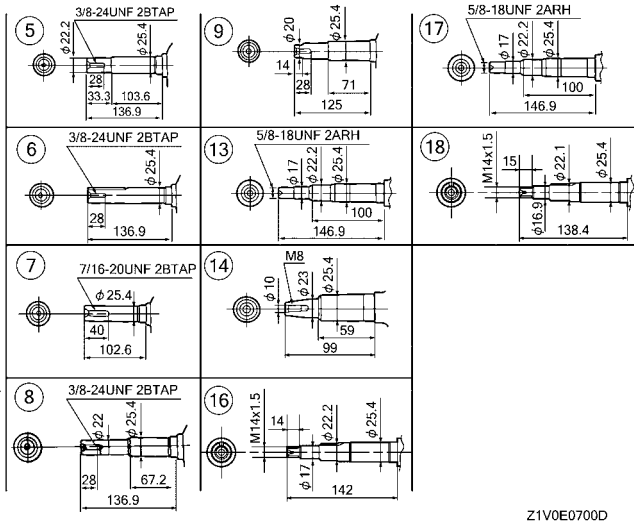 5
3/8-24UNF 2BTAP
φ22.2
φ25.4
28
33.3
103.6
136.9
9
φ20
φ25.4
14
28
71
125
17
5/8-18UNF 2ARH
φ17
φ22.2
φ25.4
100
146.9
6
3/8-24UNF 2BTAP
φ25.4
28
136.9
13
5/8-18UNF 2ARH
φ17
φ22.2
φ25.4
100
146.9
18
M14x1.5
15
φ16.9
φ22.1
φ25.4
138.4
7
7/16-20UNF 2BTAP
φ25.4
40
102.6
14
M8
φ10
φ23
φ25.4
59
99
8
3/8-24UNF 2BTAP
φ22
φ25.4
28
67.2
136.9
16
M14x1.5
14
φ17
φ22.2
φ25.4
142
Z1V0E0700D